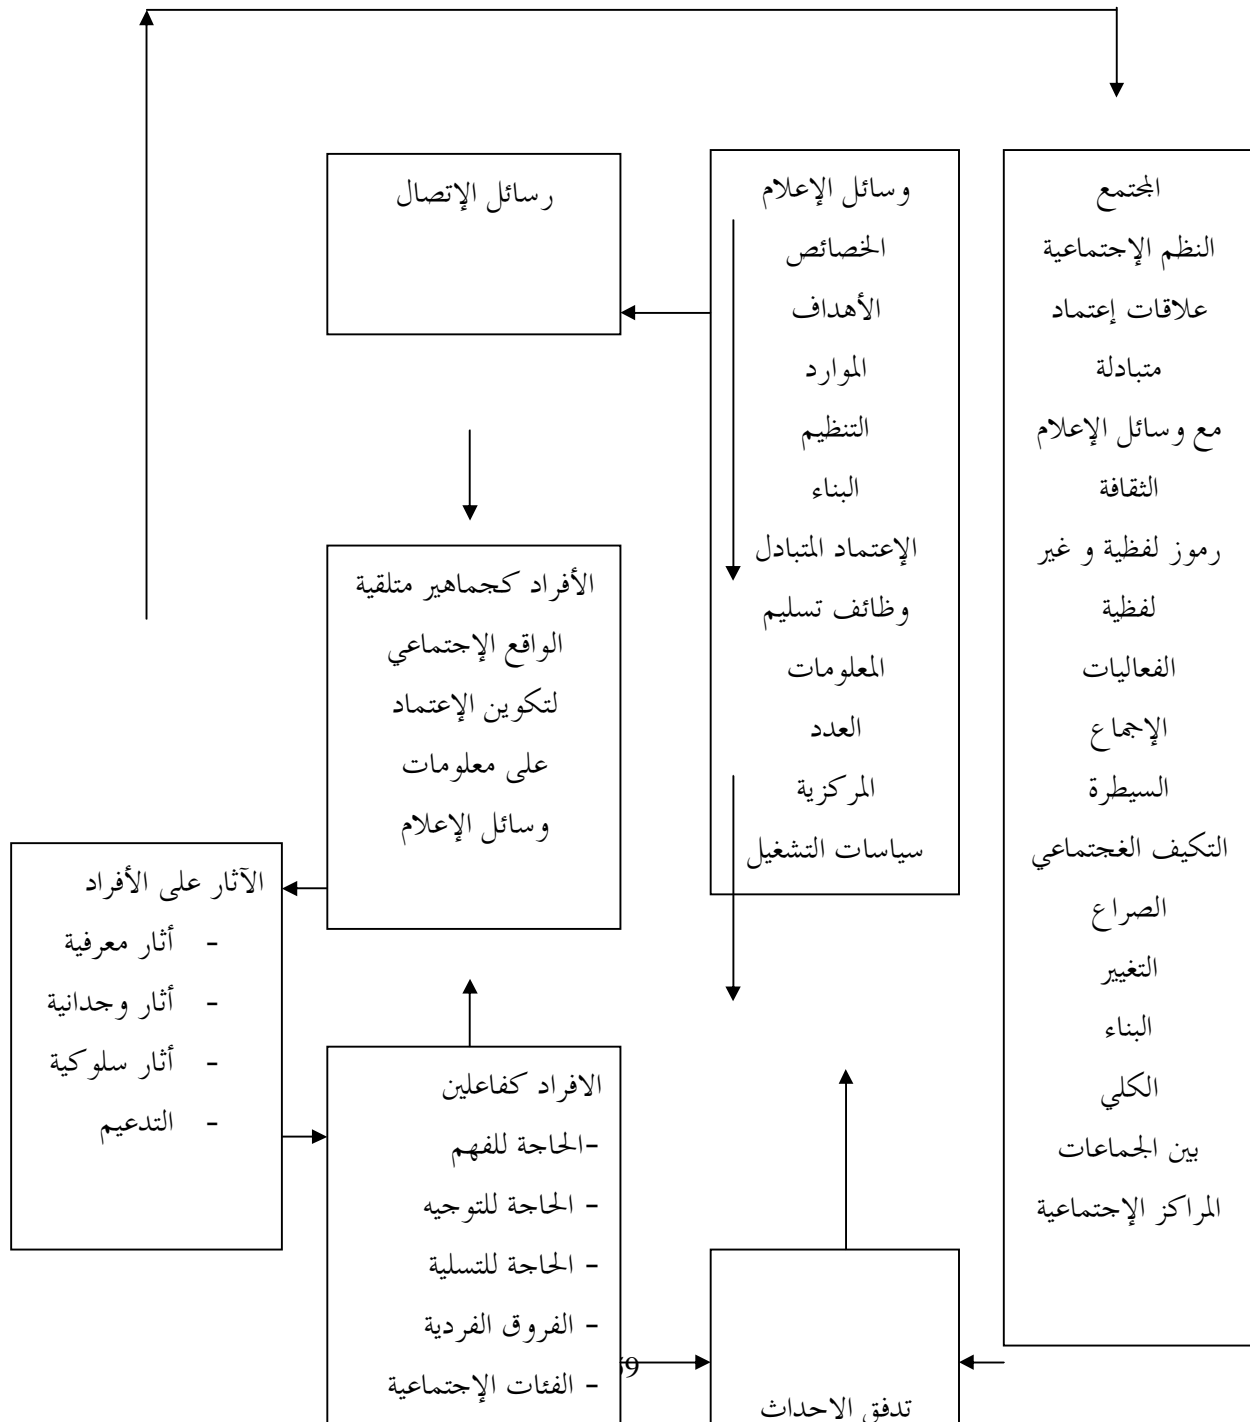 المجتمع
النظم الإجتماعية
علاقات إعتماد
متبادلة
مع وسائل الإعلام
الثقافة
رموز لفظية و غير
لفظية
الفعاليات
الإجماع
السيطرة
التكيف الغجتماعي
الصراع
التغيير
البناء
الكلي
بين الجماعات
المراكز الإجتماعية
وسائل الإعلام
الخصائص
الأهداف
الموارد
التنظيم
البناء
الإعتماد المتبادل
وظائف تسليم
المعلومات
العدد
المركزية
سياسات التشغيل
رسائل الإتصال
الأفراد كجماهير متلقية
الواقع الإجتماعي
لتكوين الإعتماد
على معلومات
وسائل الإعلام
الآثار على الأفراد
- أثار معرفية
- أثار وجدانية
- أثار سلوكية
- التدعيم
الافراد كفاعلين
-الحاجة للفهم
- الحاجة للتوجيه
- الحاجة للتسلية
- الفروق الفردية
- الفئات الإجتماعية
تدفق الاحداث